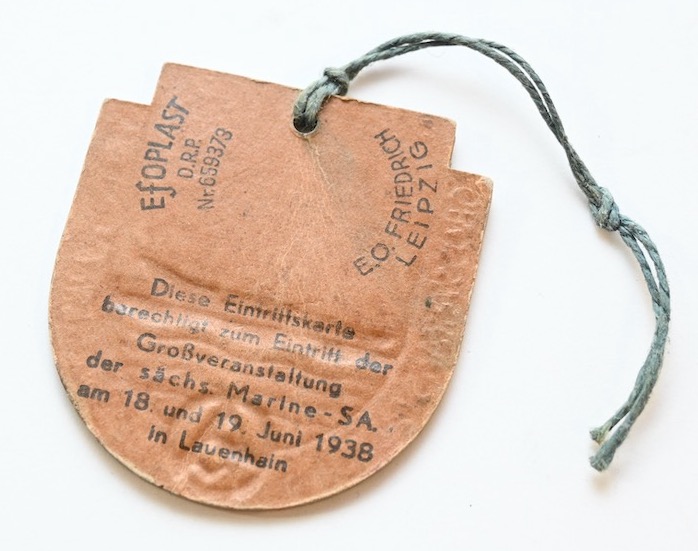 EfOPLAST
D.R.P.
Nr. 659379
E.O. FRIEDRICH
LEIPZIG
Diese Eintrittskarte
berechtigt zum Eintritt der
Großveranstaltung
der sächs. Marine-SA.
am 18. und 19. Juni 1938
in Lauenhain